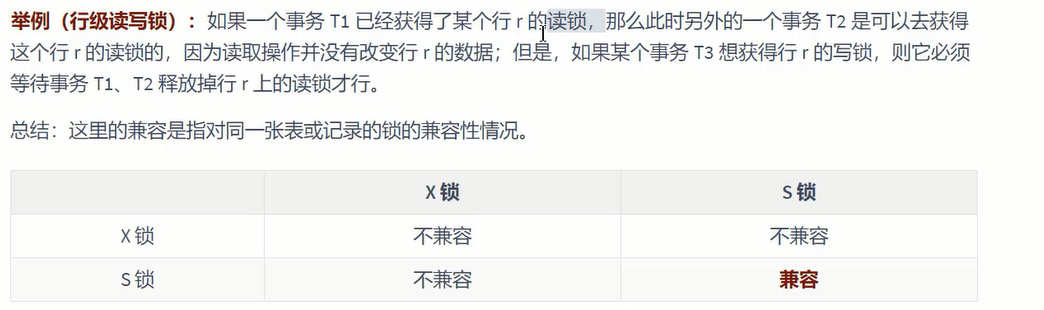 举例（行级读写锁）：如果一个事务 T1 已经获得了某个行 r 的读锁，那么此时另外的一个事务 T2 是可以去获得
这个行 r 的读锁的，因为读取操作并没有改变行 r 的数据；但是，如果某个事务 T3 想获得行 r 的写锁，则它必须
等待事务 T1、T2 释放掉行 r 上的读锁才行。
总结：这里的兼容是指对同一张表或记录的锁的兼容性情况。
X 锁 S 锁
X 锁 不兼容 不兼容
S 锁 不兼容 兼容